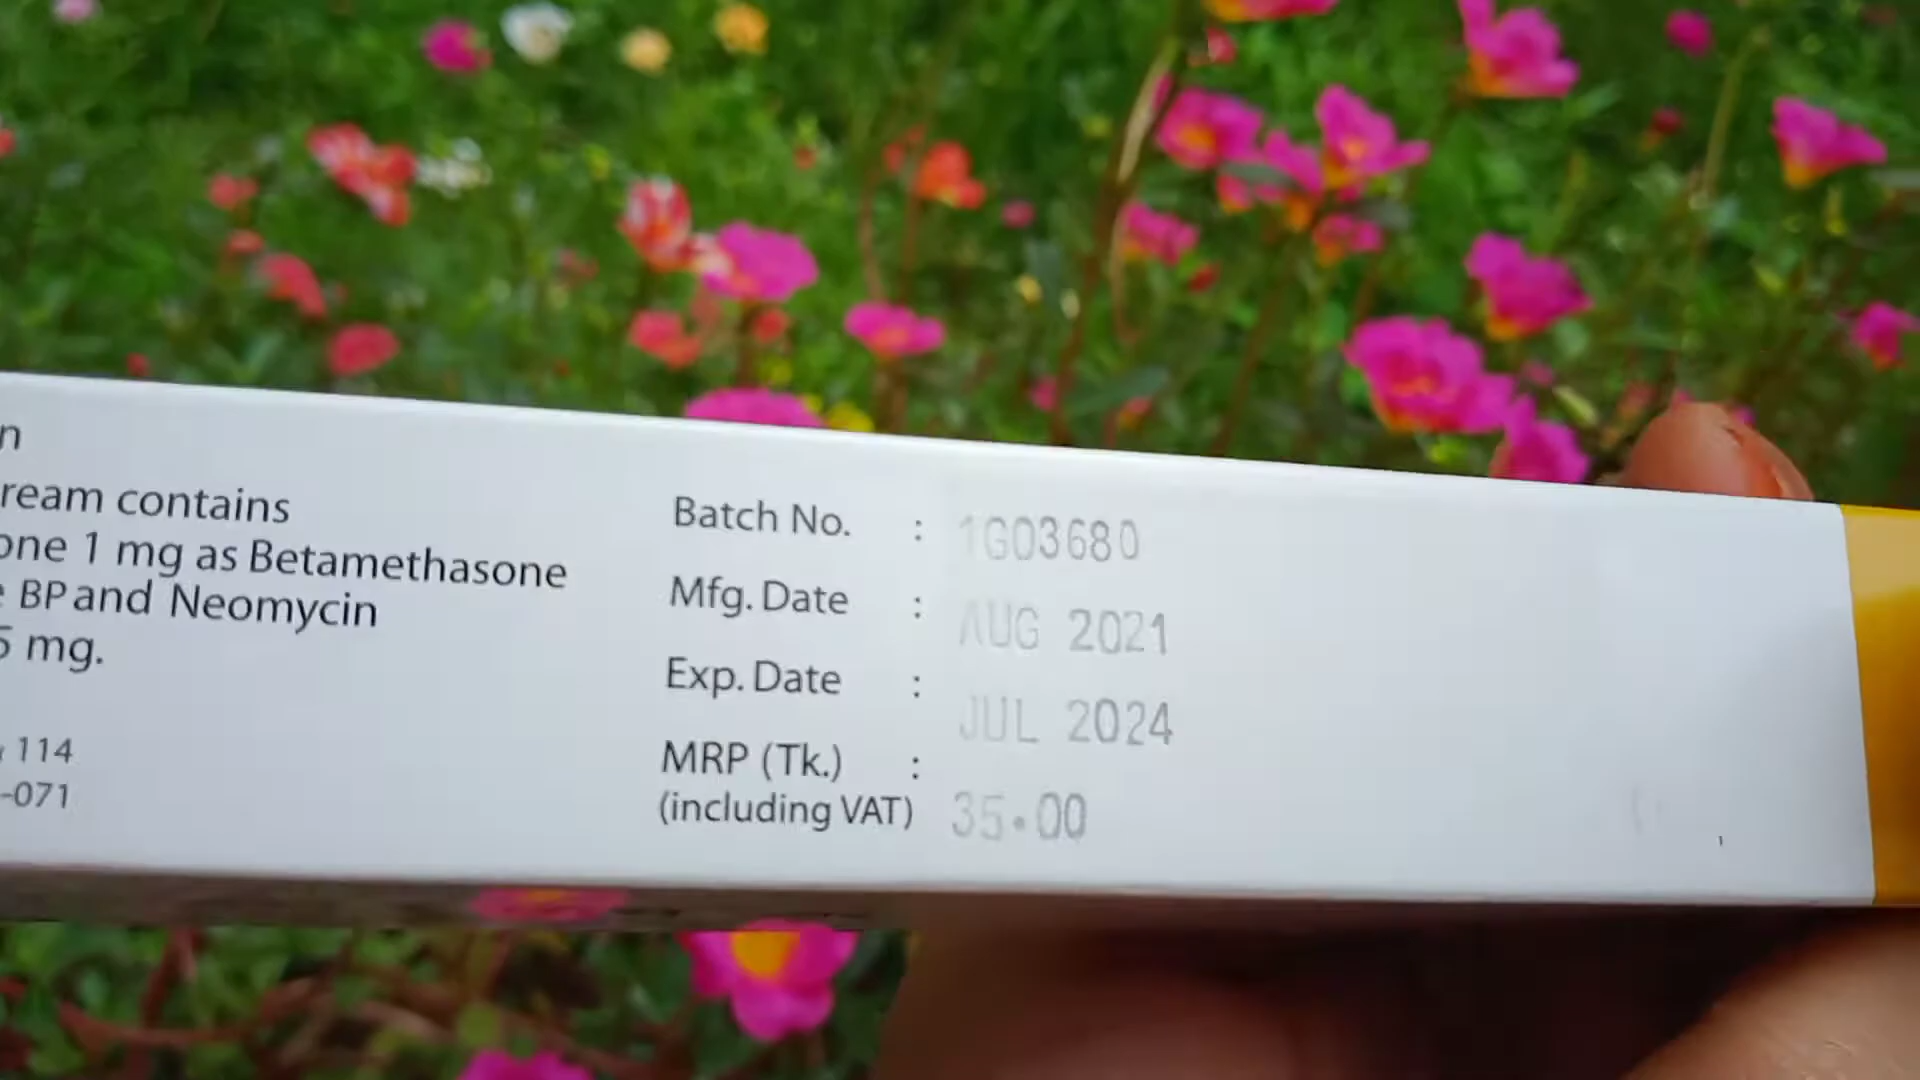 n
ream contains
one 1 mg as Betamethasone
BP and Neomycin
5 mg.
114
-071
Batch No. : 1G03680
Mfg. Date : AUG 2021
Exp. Date : JUL 2024
MRP (Tk.) :
(including VAT) 35.00